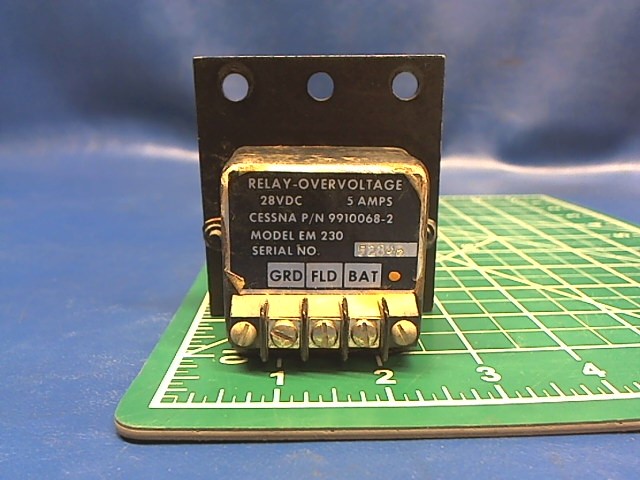 RELAY-OVERVOLTAGE
28VDC 5 AMPS
CESSNA P/N 9910068-2
MODEL EM 230
SERIAL NO.
GRD FLD BAT
0 1 2 3 4